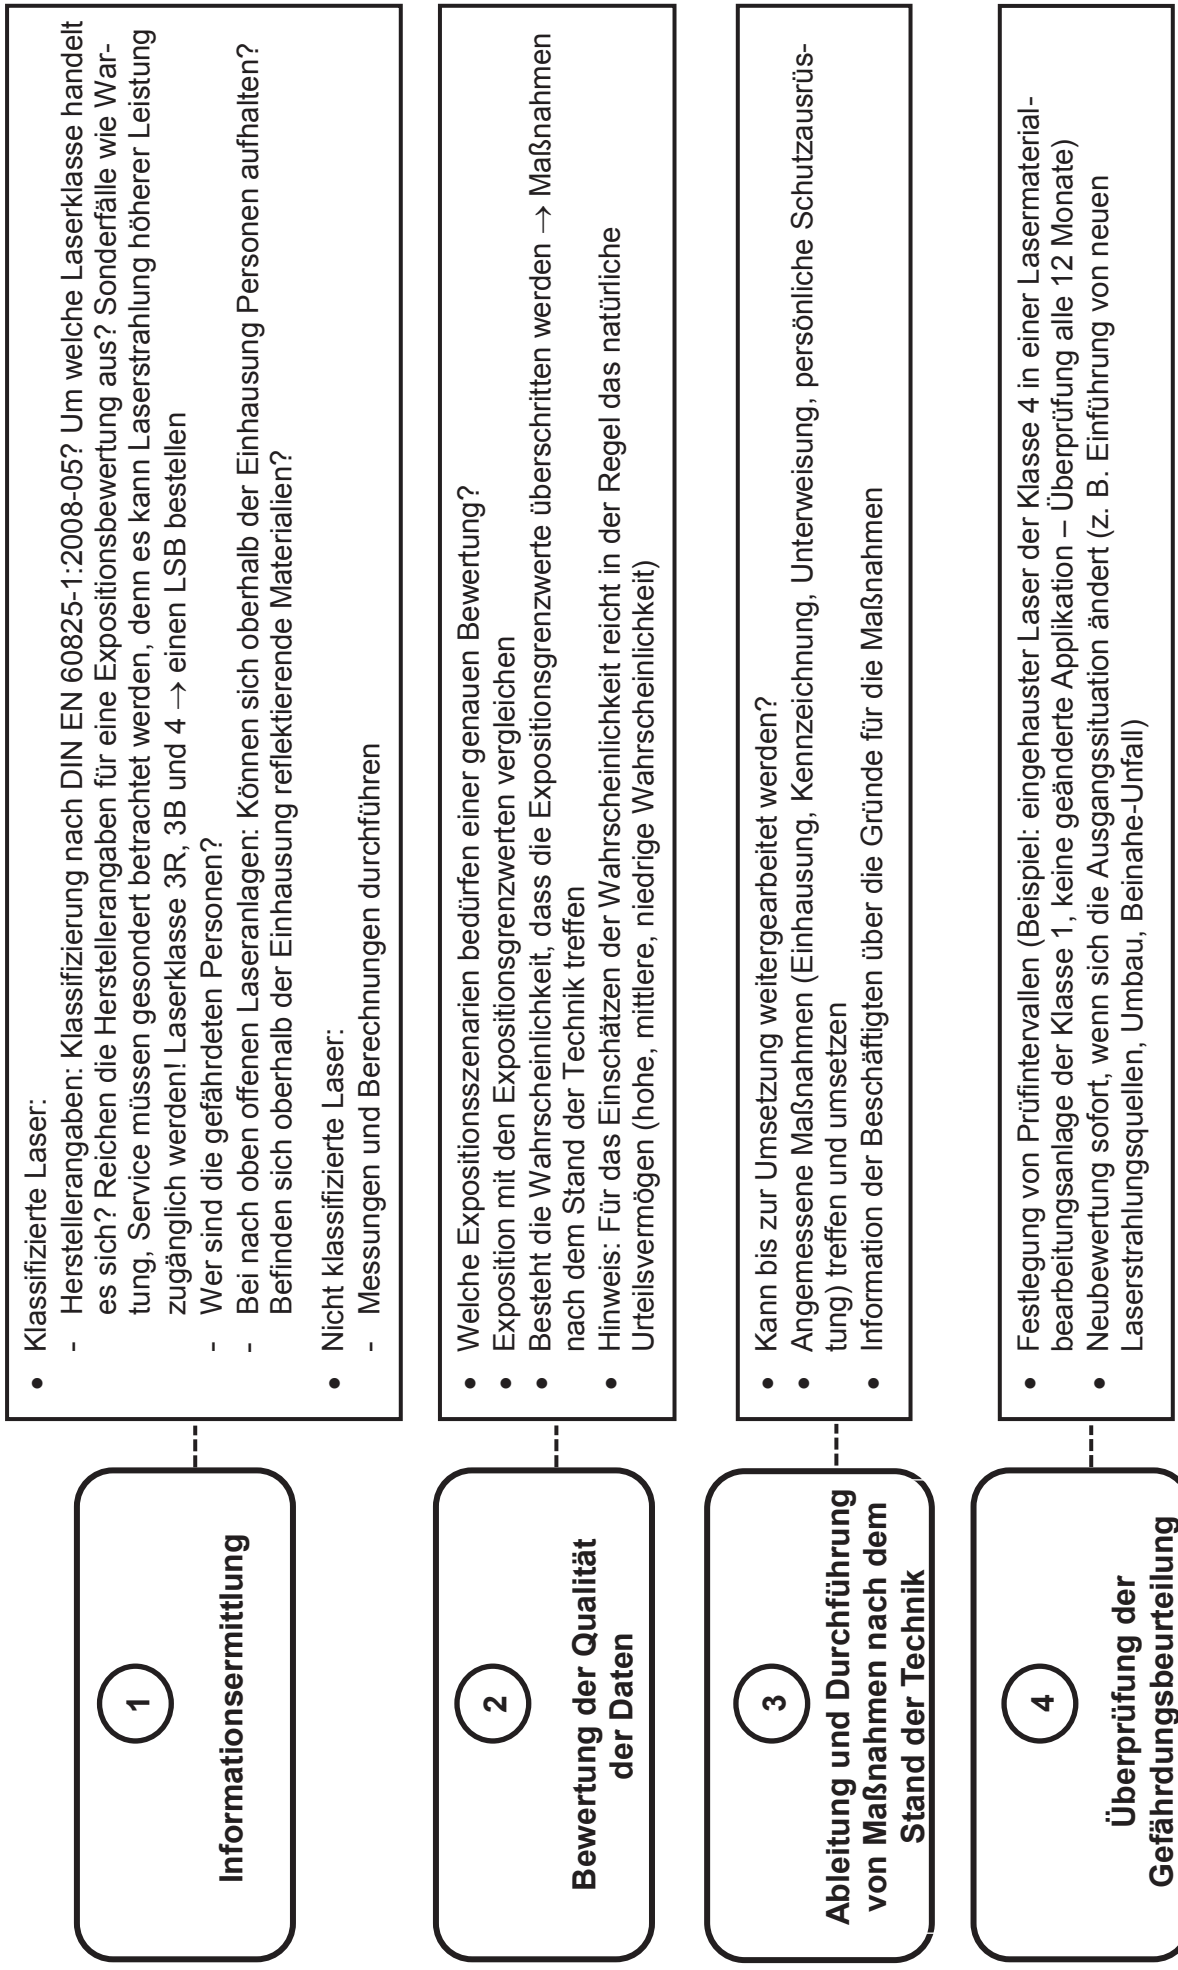 1
Informationsermittlung
• Klassifizierte Laser:
- Herstellerangaben: Klassifizierung nach DIN EN 60825-1:2008-05? Um welche Laserklasse handelt
es sich? Reichen die Herstellerangaben für eine Expositionsbewertung aus? Sonderfälle wie War-
tung, Service müssen gesondert betrachtet werden, denn es kann Laserstrahlung höherer Leistung
zugänglich werden! Laserklasse 3R, 3B und 4 → einen LSB bestellen
- Wer sind die gefährdeten Personen?
- Bei nach oben offenen Laseranlagen: Können sich oberhalb der Einhausung Personen aufhalten?
Befinden sich oberhalb der Einhausung reflektierende Materialien?
• Nicht klassifizierte Laser:
- Messungen und Berechnungen durchführen
2
Bewertung der Qualität
der Daten
• Welche Expositionsszenarien bedürfen einer genauen Bewertung?
• Exposition mit den Expositionsgrenzwerten vergleichen
• Besteht die Wahrscheinlichkeit, dass die Expositionsgrenzwerte überschritten werden → Maßnahmen
nach dem Stand der Technik treffen
• Hinweis: Für das Einschätzen der Wahrscheinlichkeit reicht in der Regel das natürliche
Urteilsvermögen (hohe, mittlere, niedrige Wahrscheinlichkeit)
3
Ableitung und Durchführung
von Maßnahmen nach dem
Stand der Technik
• Kann bis zur Umsetzung weitergearbeitet werden?
• Angemessene Maßnahmen (Einhausung, Kennzeichnung, Unterweisung, persönliche Schutzausrüs-
tung) treffen und umsetzen
• Information der Beschäftigten über die Gründe für die Maßnahmen
4
Überprüfung der
Gefährdungsbeurteilung
• Festlegung von Prüfintervallen (Beispiel: eingehauster Laser der Klasse 4 in einer Lasermaterial-
bearbeitungsanlage der Klasse 1, keine geänderte Applikation – Überprüfung alle 12 Monate)
• Neubewertung sofort, wenn sich die Ausgangssituation ändert (z. B. Einführung von neuen
Laserstrahlungsquellen, Umbau, Beinahe-Unfall)